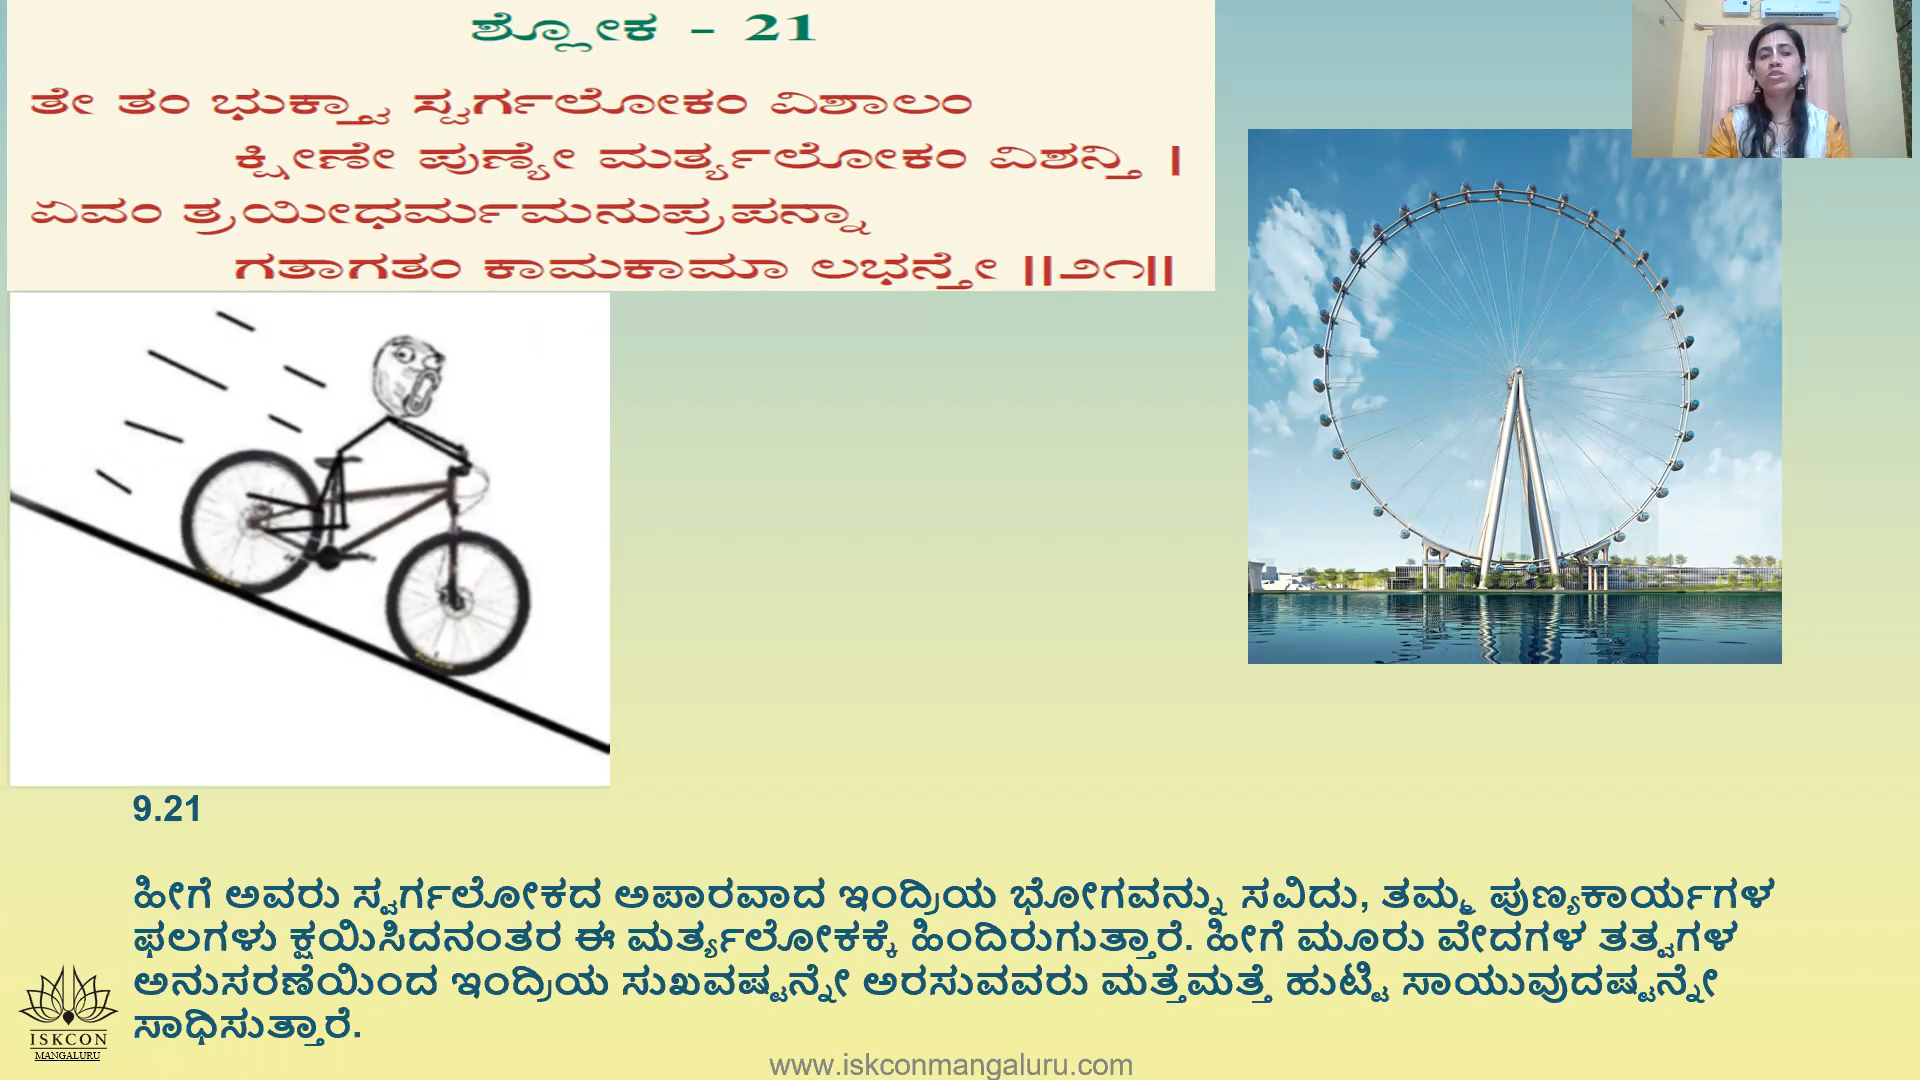 ಶ್ಲೋಕ - 21
ತೇ ತಂ ಭುಕ್ತ್ವಾ ಸ್ವರ್ಗಲೋಕಂ ವಿಶಾಲಂ
ಕ್ಷೀಣೇ ಪುಣ್ಯೇ ಮರ್ತ್ಯಲೋಕಂ ವಿಶನ್ತಿ |
ಏವಂ ತ್ರಯೀಧರ್ಮಮನುಪ್ರಪನ್ನಾ
ಗತಾಗತಂ ಕಾಮಕಾಮಾ ಲಭನ್ತೇ ||೨೧||
9.21
ಹೀಗೆ ಅವರು ಸ್ವರ್ಗಲೋಕದ ಅಪಾರವಾದ ಇಂದ್ರಿಯ ಭೋಗವನ್ನು ಸವಿದು, ತಮ್ಮ ಪುಣ್ಯಕಾರ್ಯಗಳ
ಫಲಗಳು ಕ್ಷಯಿಸಿದನಂತರ ಈ ಮರ್ತ್ಯಲೋಕಕ್ಕೆ ಹಿಂದಿರುಗುತ್ತಾರೆ. ಹೀಗೆ ಮೂರು ವೇದಗಳ ತತ್ವಗಳ
ಅನುಸರಣೆಯಿಂದ ಇಂದ್ರಿಯ ಸುಖವಷ್ಟನ್ನೇ ಅರಸುವವರು ಮತ್ತೆಮತ್ತೆ ಹುಟ್ಟಿ ಸಾಯುವುದಷ್ಟನ್ನೇ
ಸಾಧಿಸುತ್ತಾರೆ.
ISKCON
MANGALURU
www.iskconmangaluru.com